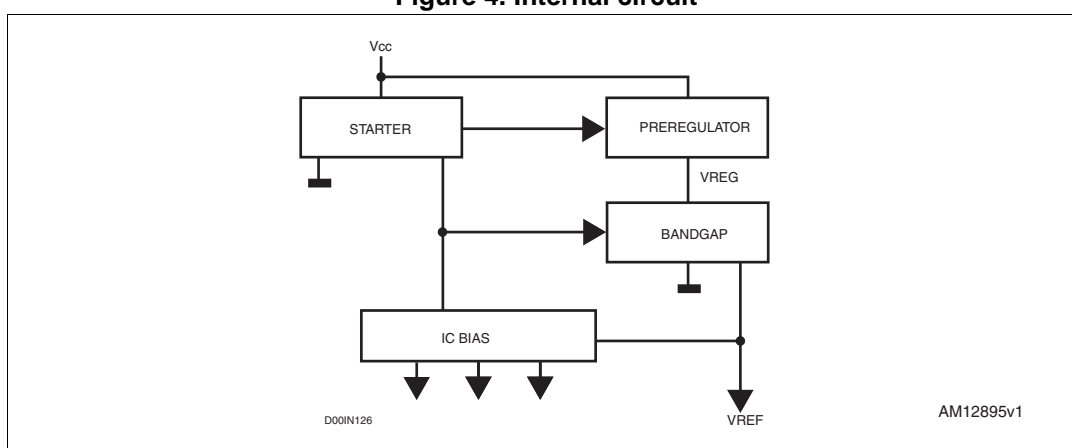 Figure 4. Internal circuit
Vcc
STARTER
PREREGULATOR
VREG
BANDGAP
IC BIAS
D00IN126
VREF
AM12895v1